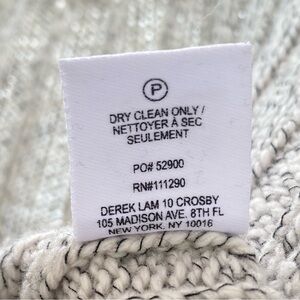 P
DRY CLEAN ONLY /
NETTOYER À SEC
SEULEMENT
PO# 52900
RN#111290
DEREK LAM 10 CROSBY
105 MADISON AVE. 8TH FL
NEW YORK, NY 10016